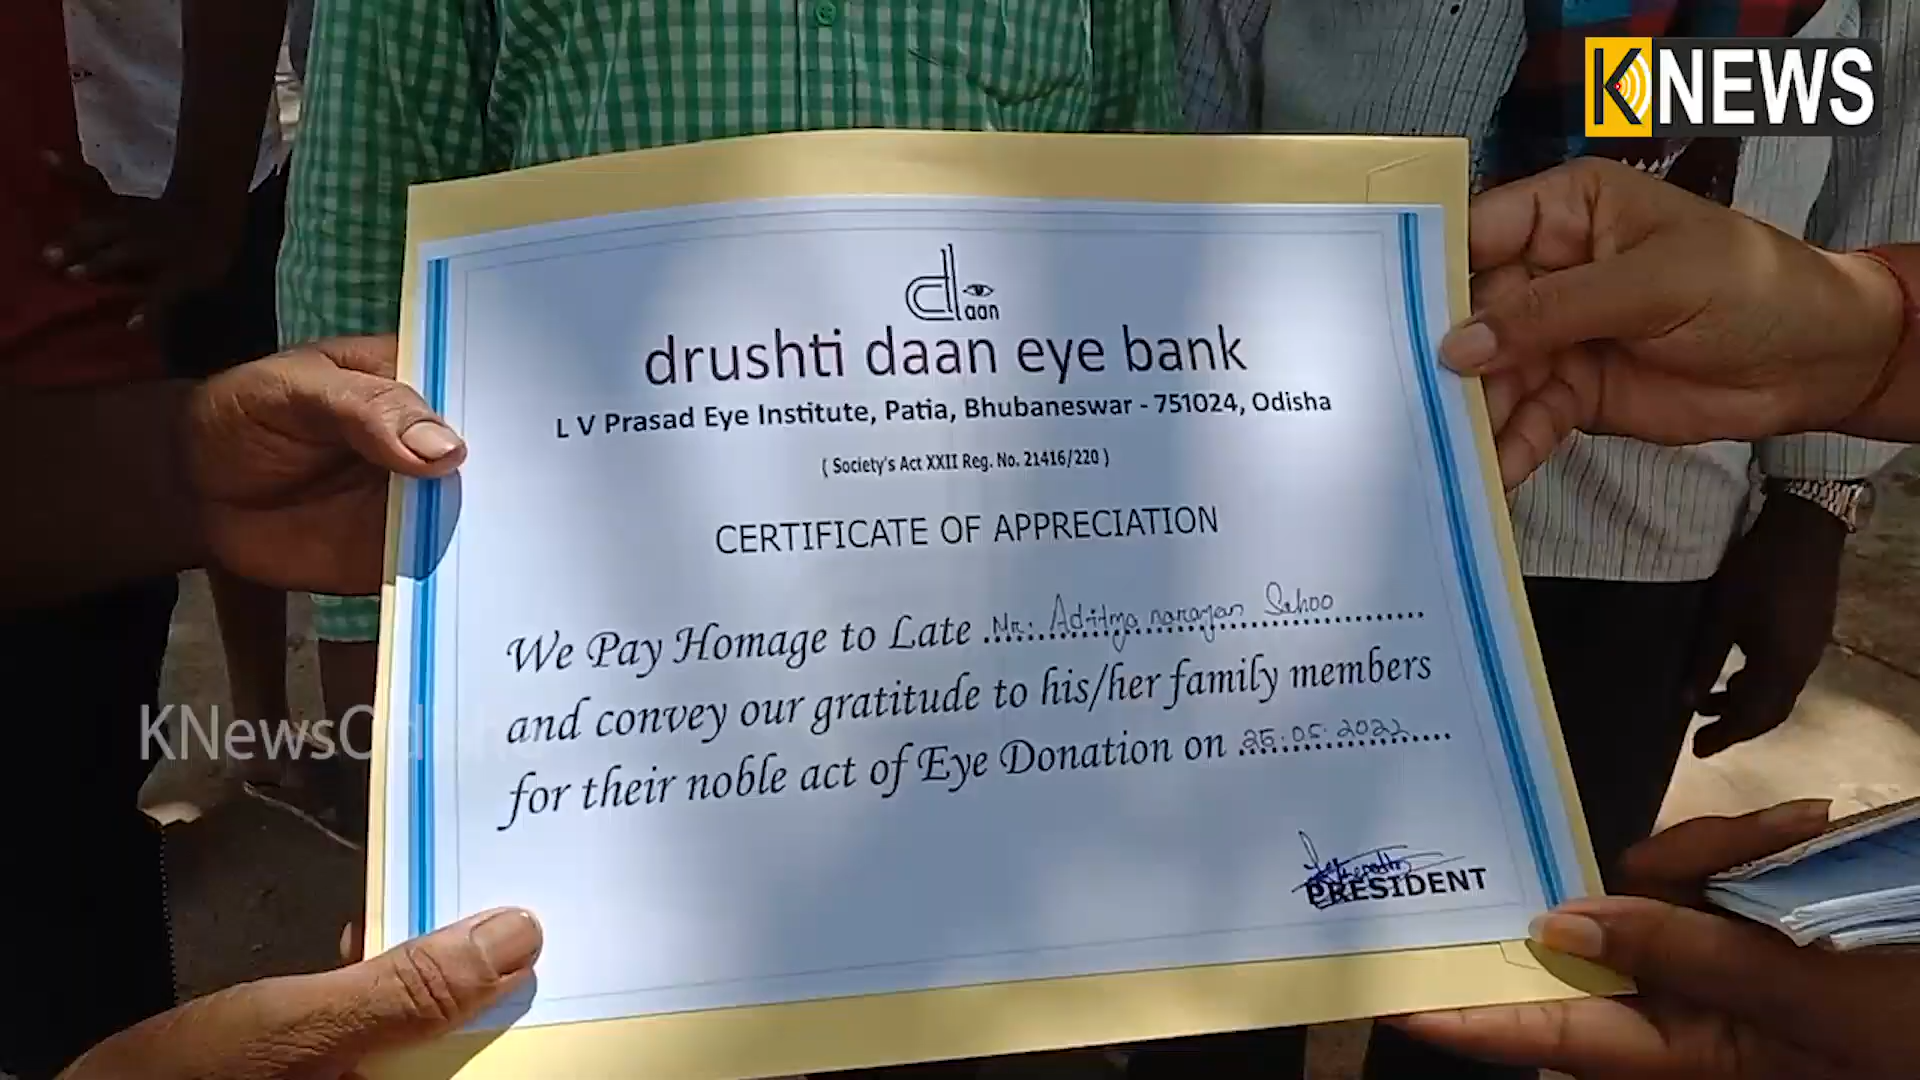 KNEWS
daan
drushti daan eye bank
L V Prasad Eye Institute, Patia, Bhubaneswar - 751024, Odisha
( Society's Act XXII Reg. No. 21416/220 )
CERTIFICATE OF APPRECIATION
We Pay Homage to Late Mr. Aditya narayan Sahoo
and convey our gratitude to his/her family members
for their noble act of Eye Donation on 25.05.2022
PRESIDENT